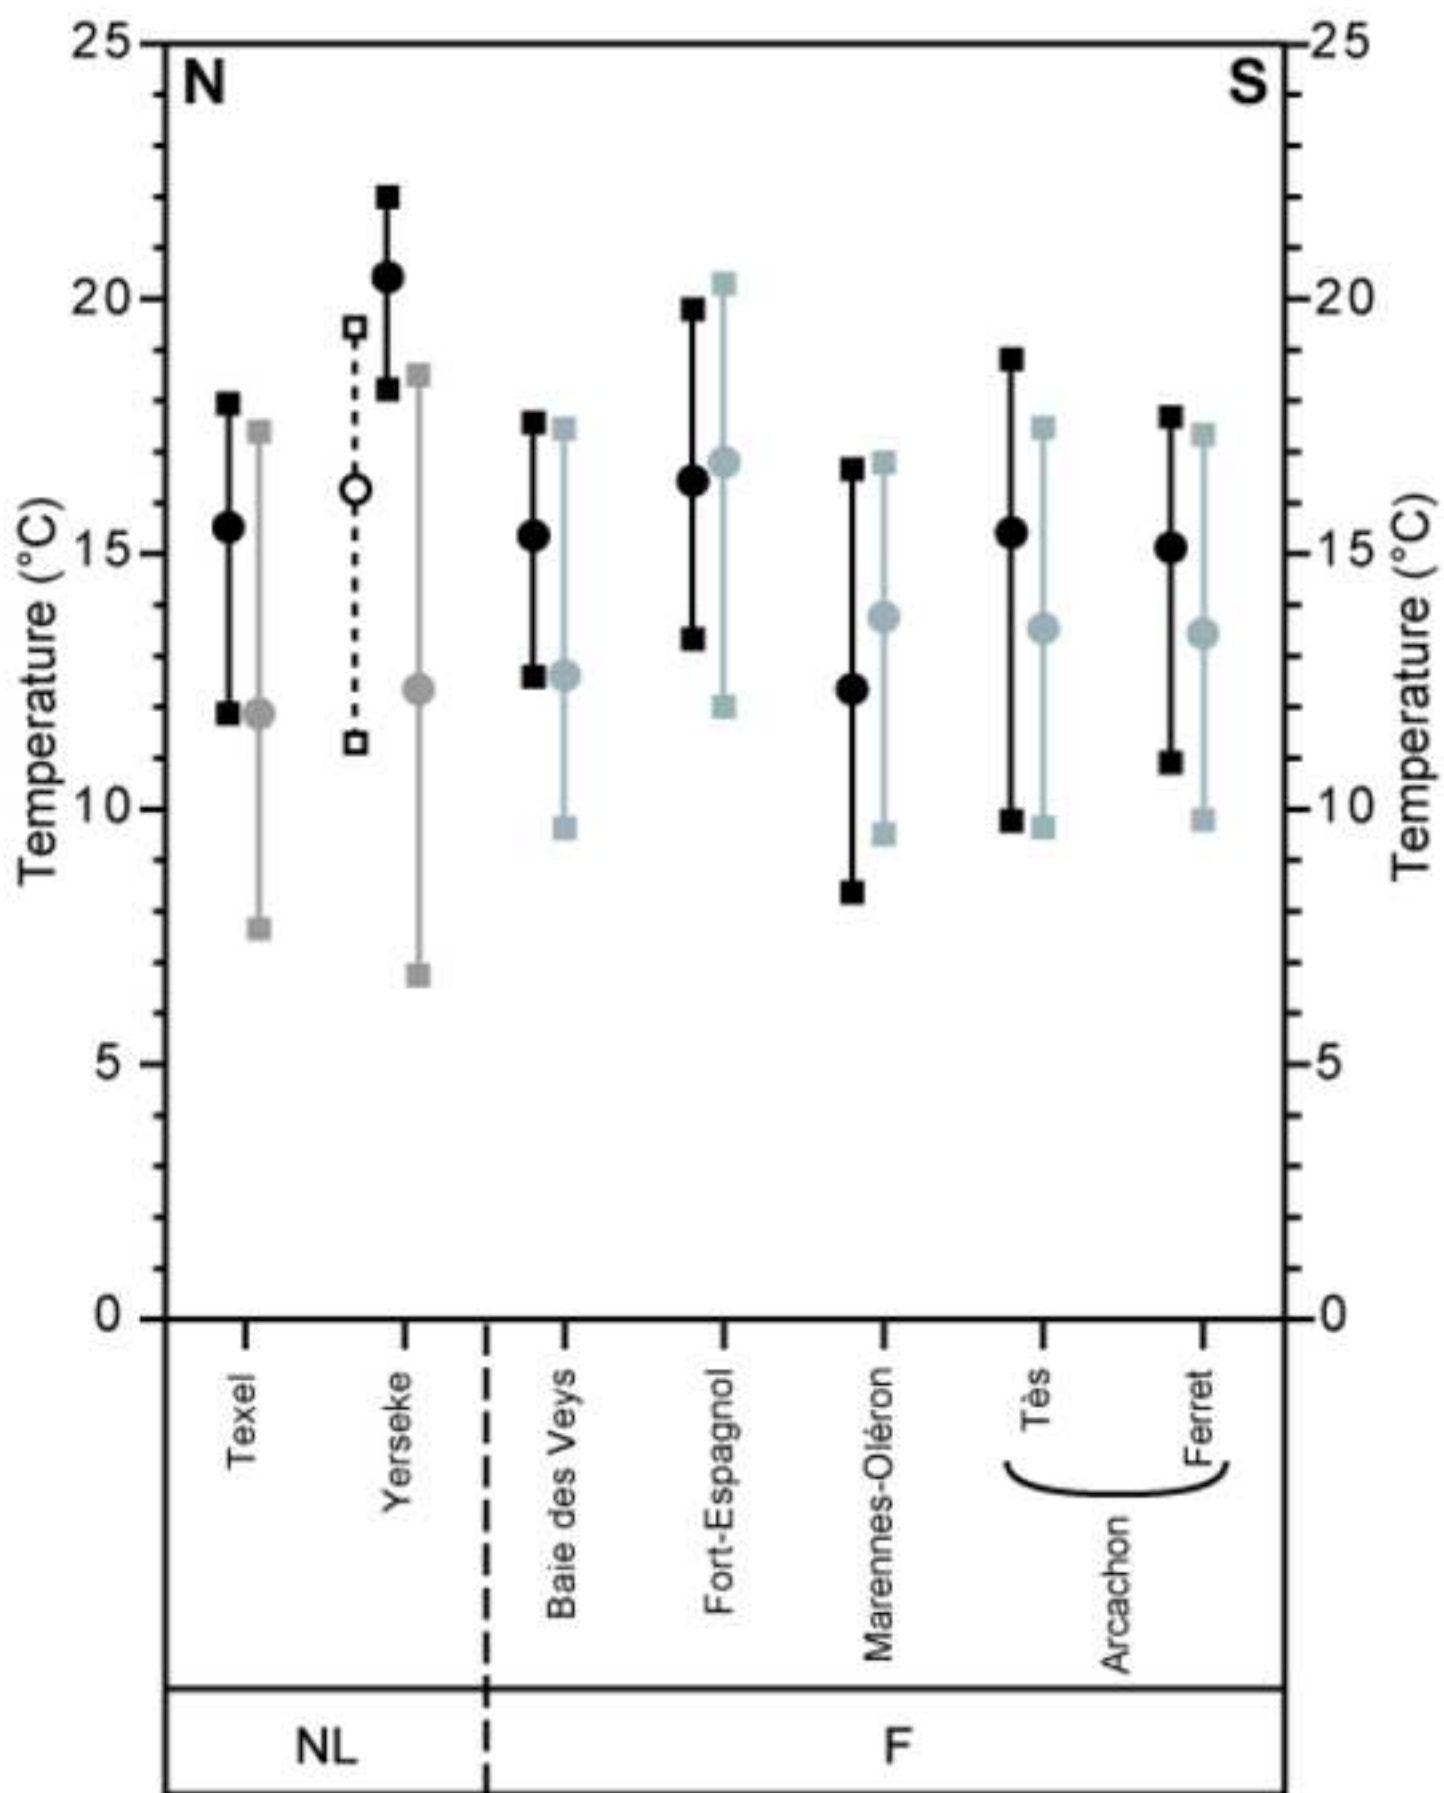 25
25
N
S
20
20
15
15
Temperature (°C)
Temperature (°C)
10
10
5
5
0
0
Texel
Yerseke
Baie des Veys
Fort-Espagnol
Marennes-Oléron
Tès
Ferret
Arcachon
NL
F